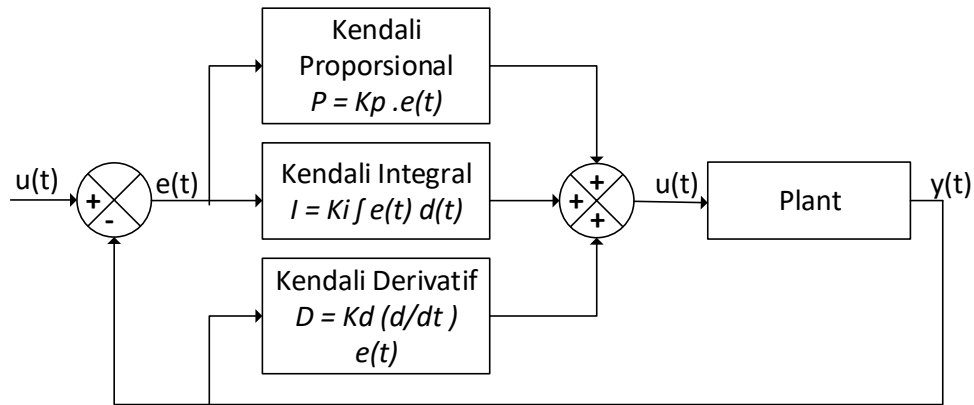 Kendali
Proporsional
P = Kp .e(t)
u(t)
+
-
e(t)
Kendali Integral
I = Ki ∫ e(t) d(t)
+
+
+
u(t)
Plant
y(t)
Kendali Derivatif
D = Kd (d/dt )
e(t)